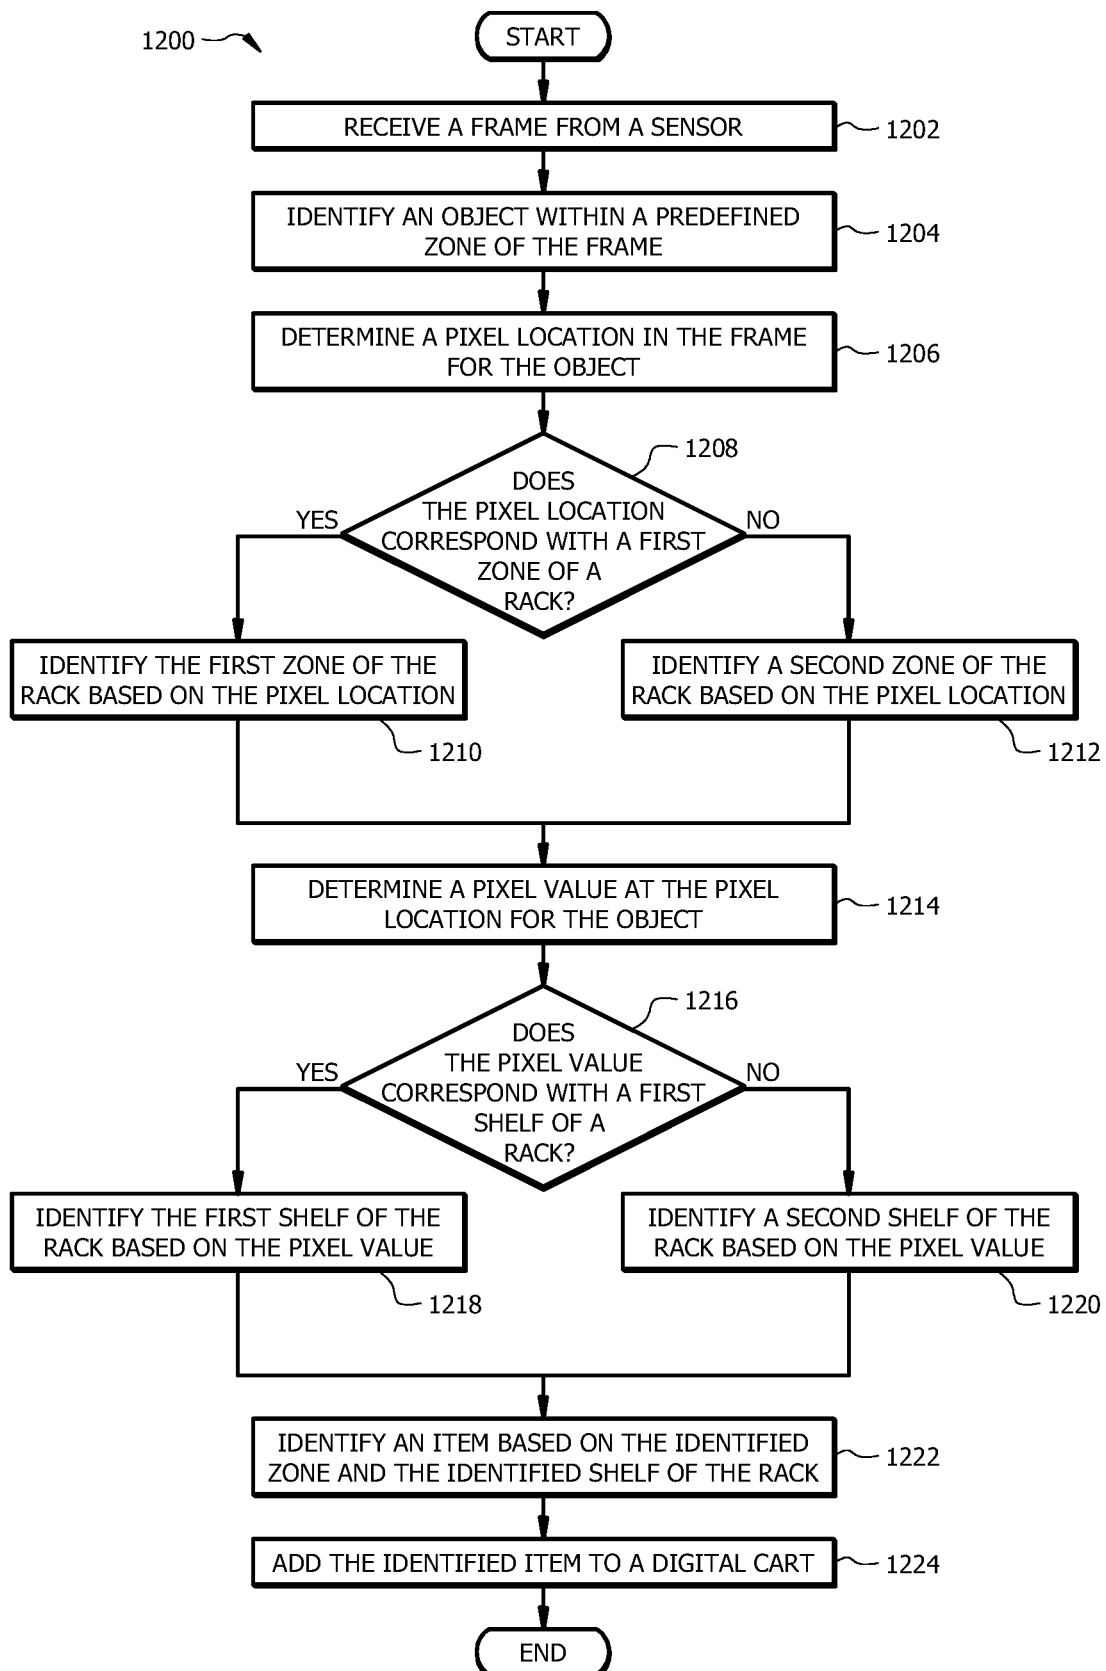 1200
START
RECEIVE A FRAME FROM A SENSOR
1202
IDENTIFY AN OBJECT WITHIN A PREDEFINED
ZONE OF THE FRAME
1204
DETERMINE A PIXEL LOCATION IN THE FRAME
FOR THE OBJECT
1206
1208
DOES
THE PIXEL LOCATION
CORRESPOND WITH A FIRST
ZONE OF A
RACK?
YES
NO
IDENTIFY THE FIRST ZONE OF THE
RACK BASED ON THE PIXEL LOCATION
1210
IDENTIFY A SECOND ZONE OF THE
RACK BASED ON THE PIXEL LOCATION
1212
DETERMINE A PIXEL VALUE AT THE PIXEL
LOCATION FOR THE OBJECT
1214
1216
DOES
THE PIXEL VALUE
CORRESPOND WITH A FIRST
SHELF OF A
RACK?
YES
NO
IDENTIFY THE FIRST SHELF OF THE
RACK BASED ON THE PIXEL VALUE
1218
IDENTIFY A SECOND SHELF OF THE
RACK BASED ON THE PIXEL VALUE
1220
IDENTIFY AN ITEM BASED ON THE IDENTIFIED
ZONE AND THE IDENTIFIED SHELF OF THE RACK
1222
ADD THE IDENTIFIED ITEM TO A DIGITAL CART
1224
END